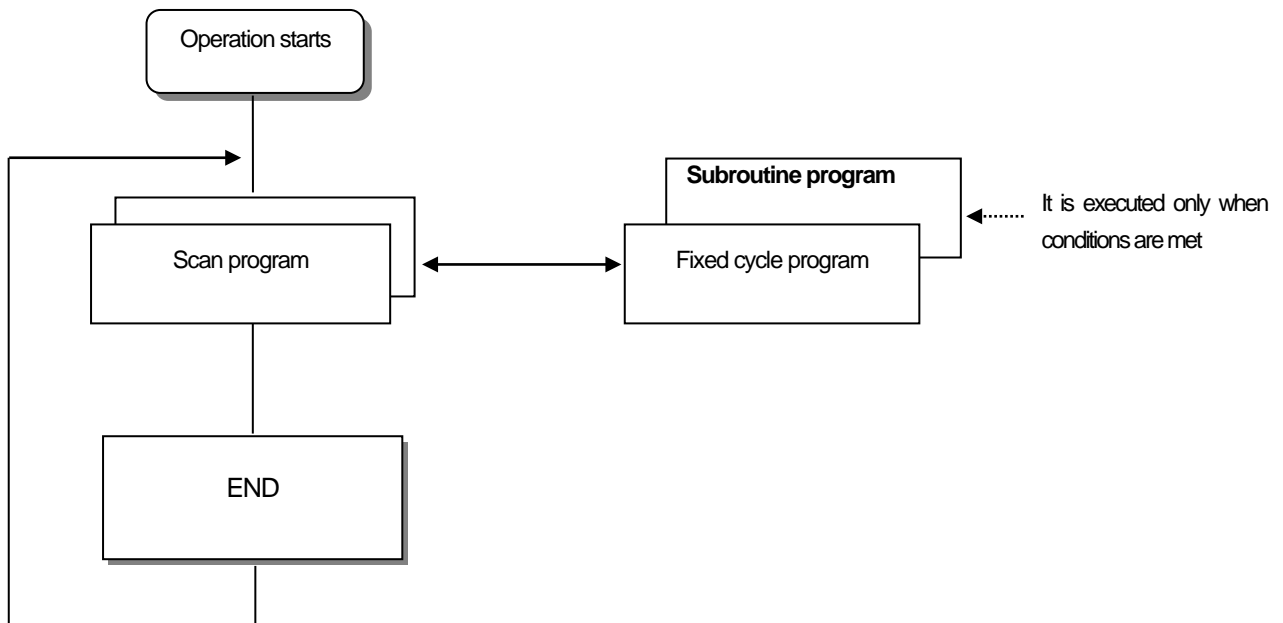 Operation starts
Subroutine program
It is executed only when
conditions are met
Scan program
Fixed cycle program
END